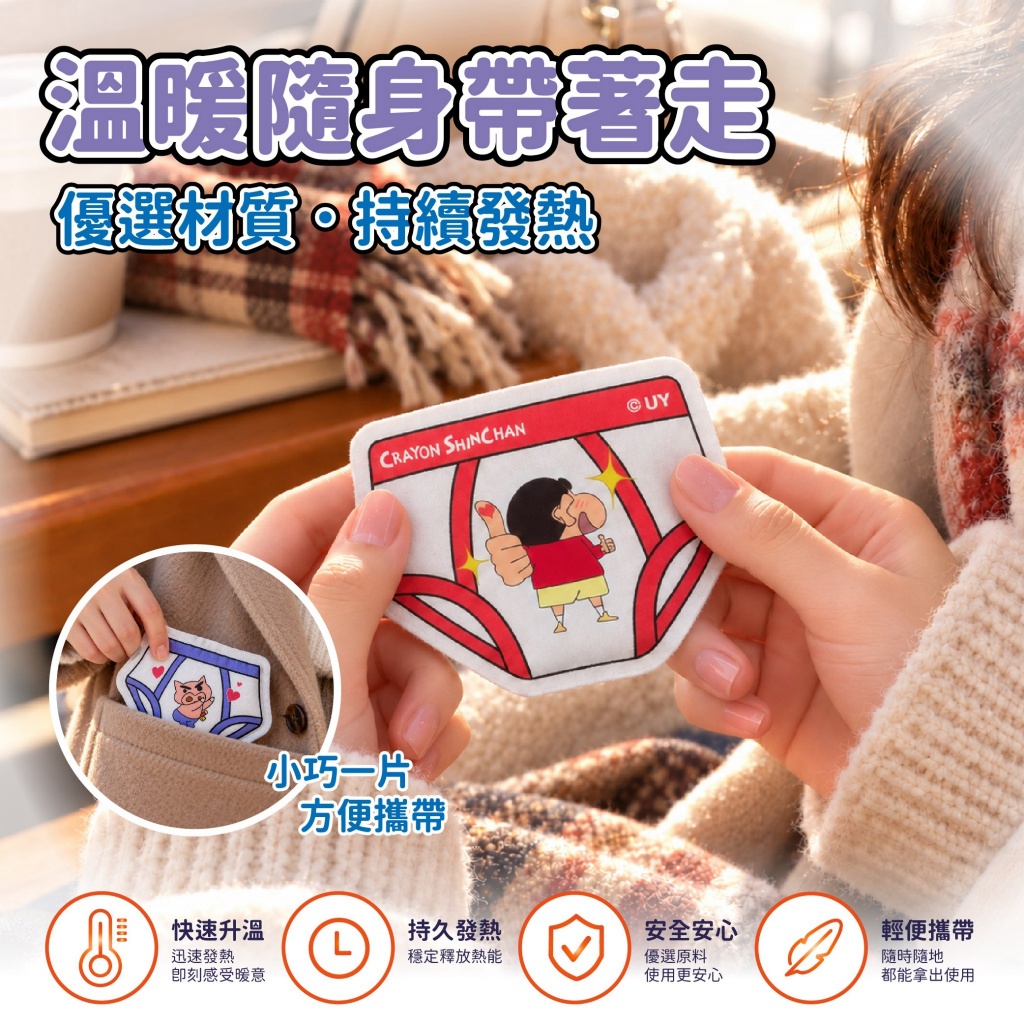 溫暖隨身帶著走
優選材質・持續發熱
CRAYON SHINCHAN
© UY
小巧一片
方便攜帶
快速升溫
迅速發熱
即刻感受暖意
持久發熱
穩定釋放熱能
安全安心
優選原料
使用更安心
輕便攜帶
隨時隨地
都能拿出使用